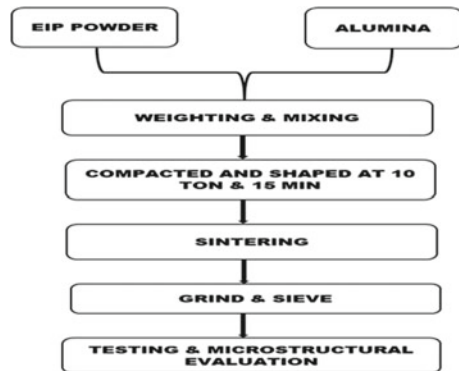 EIP POWDER
ALUMINA
WEIGHTING & MIXING
COMPACTED AND SHAPED AT 10
TON & 15 MIN
SINTERING
GRIND & SIEVE
TESTING & MICROSTRUCTURAL
EVALUATION